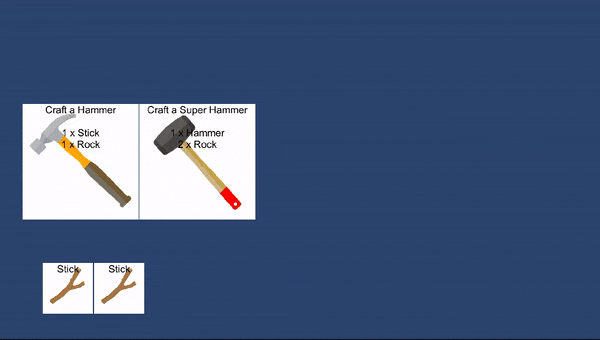 Craft a Hammer
1 x Stick
1 x Rock
Craft a Super Hammer
1 x Hammer
2 x Rock
Stick
Stick